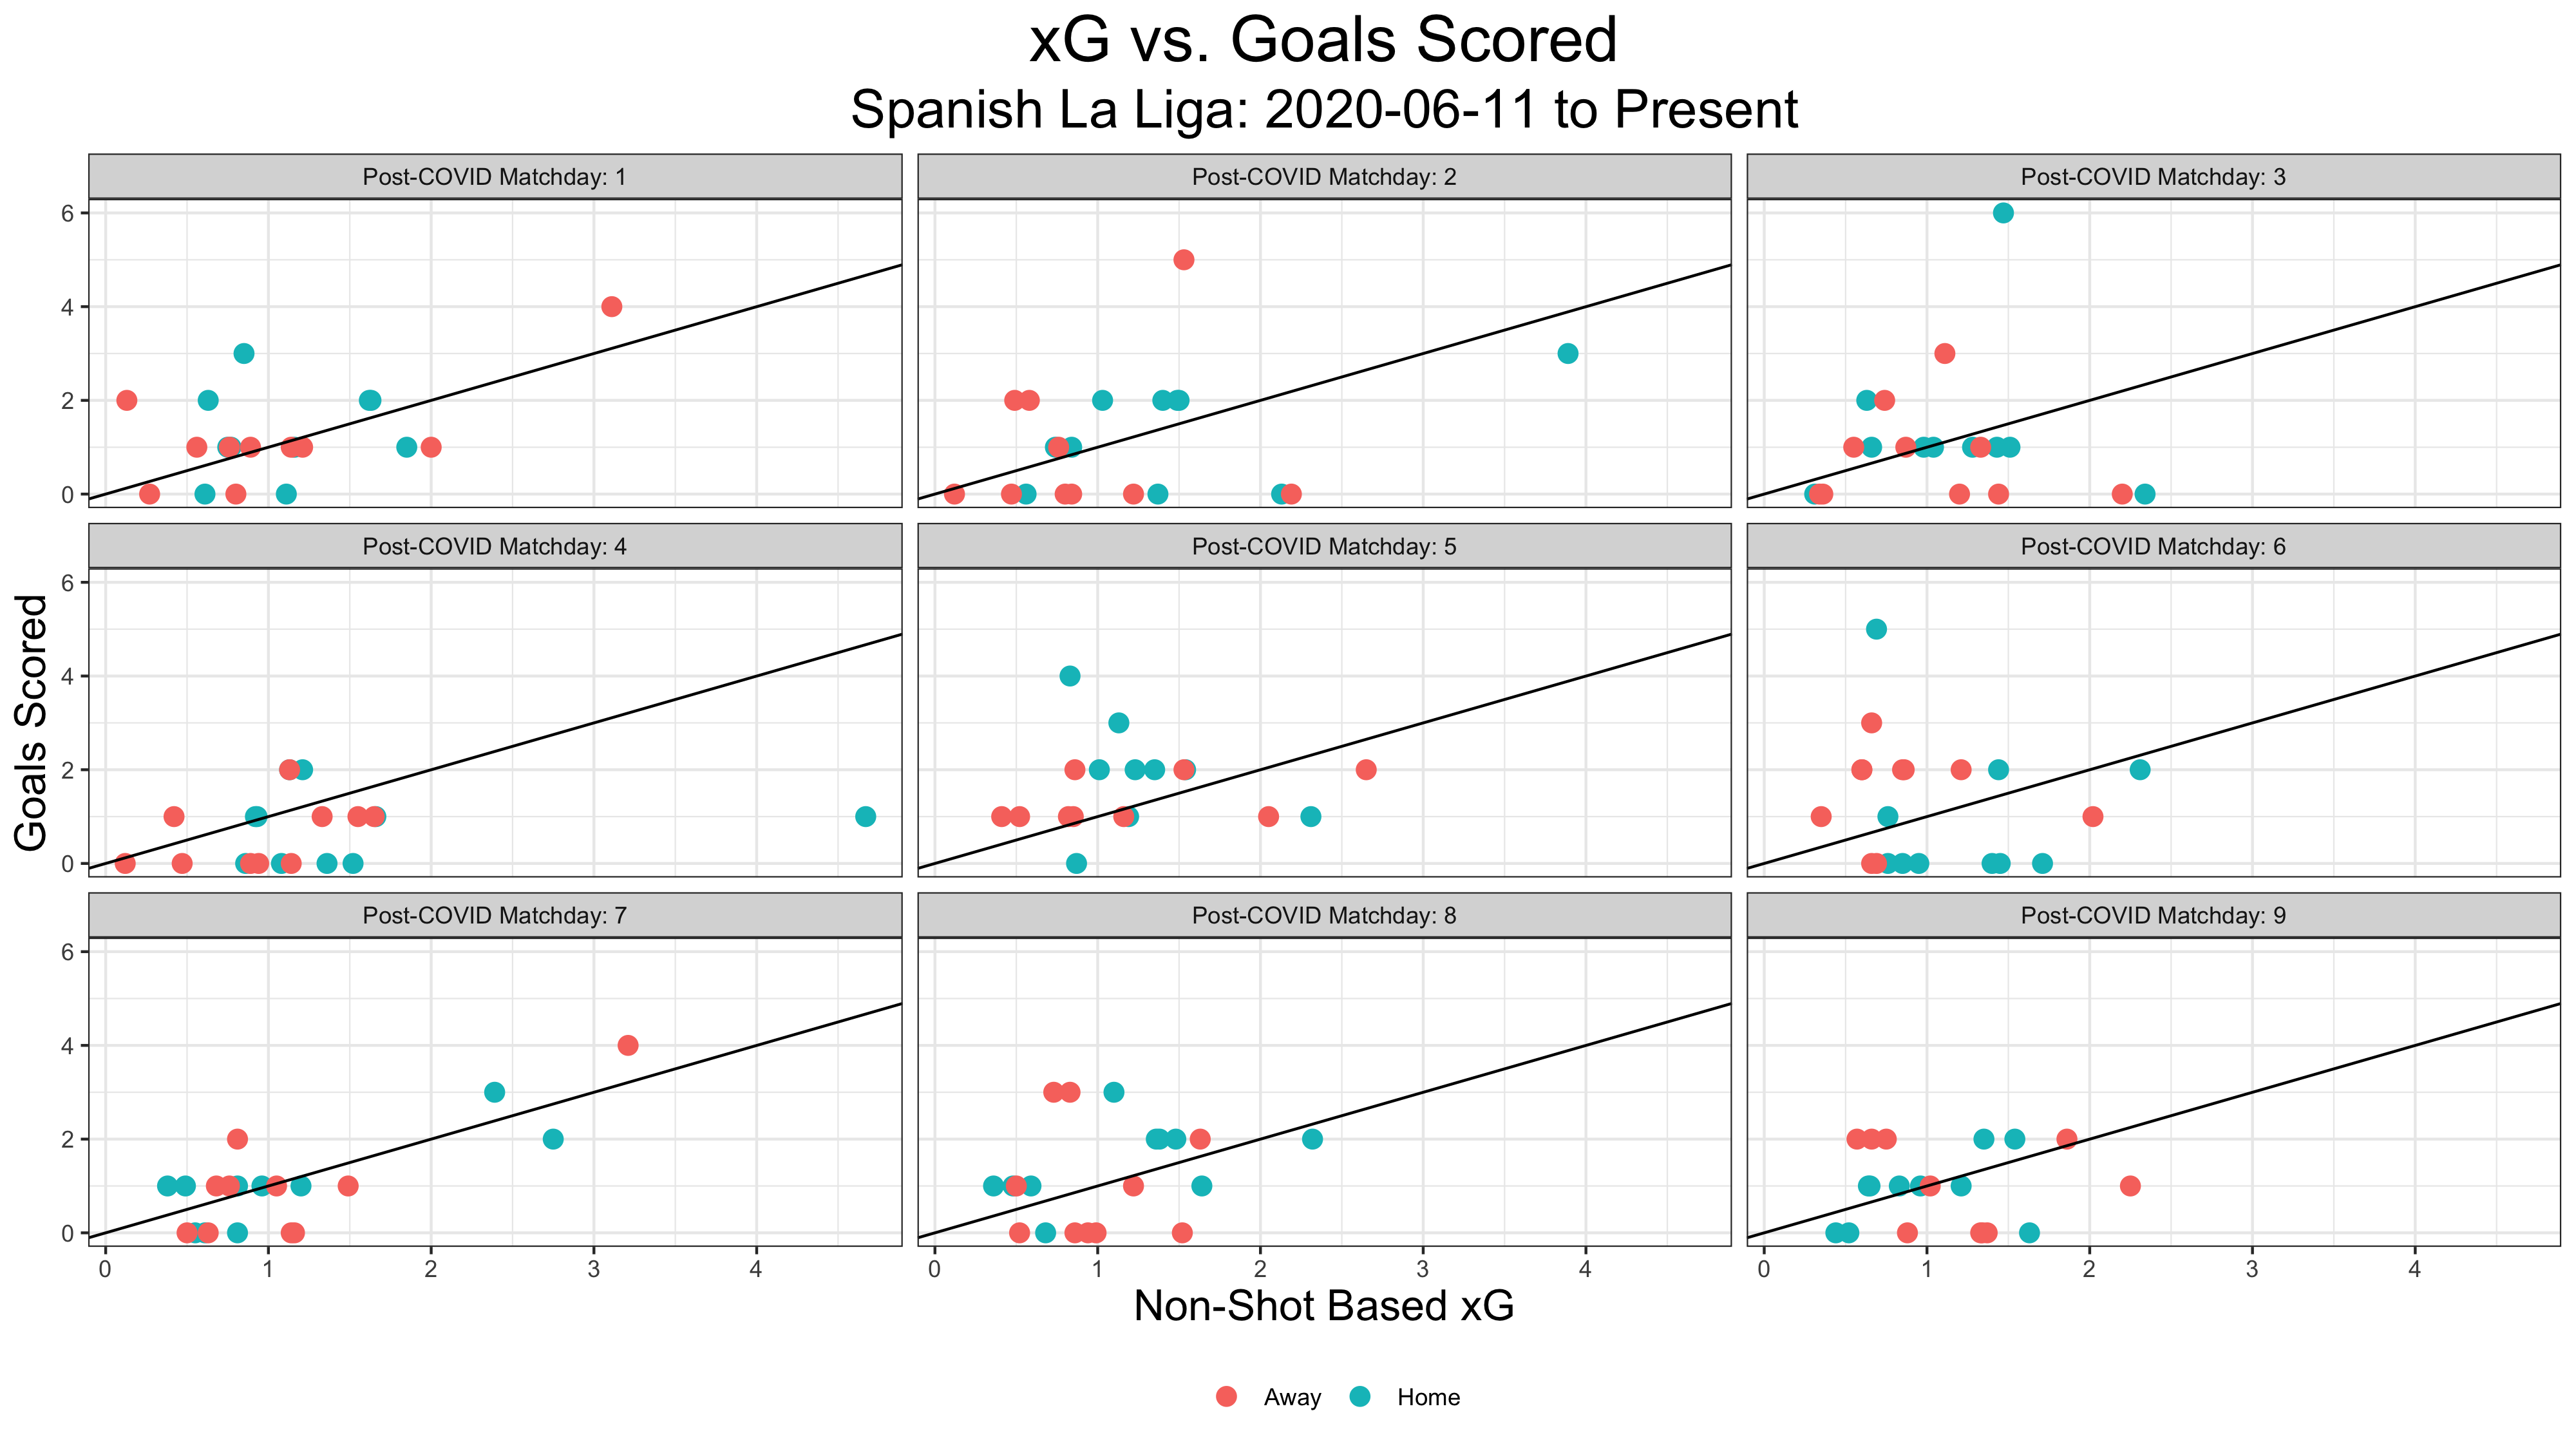 xG vs. Goals Scored
Spanish La Liga: 2020-06-11 to Present
Post-COVID Matchday: 1
Post-COVID Matchday: 2
Post-COVID Matchday: 3
6
4
2
0
Post-COVID Matchday: 4
Post-COVID Matchday: 5
Post-COVID Matchday: 6
6
4
2
0
Goals Scored
Post-COVID Matchday: 7
Post-COVID Matchday: 8
Post-COVID Matchday: 9
6
4
2
0
0 1 2 3 4
0 1 2 3 4
0 1 2 3 4
Non-Shot Based xG
Away Home